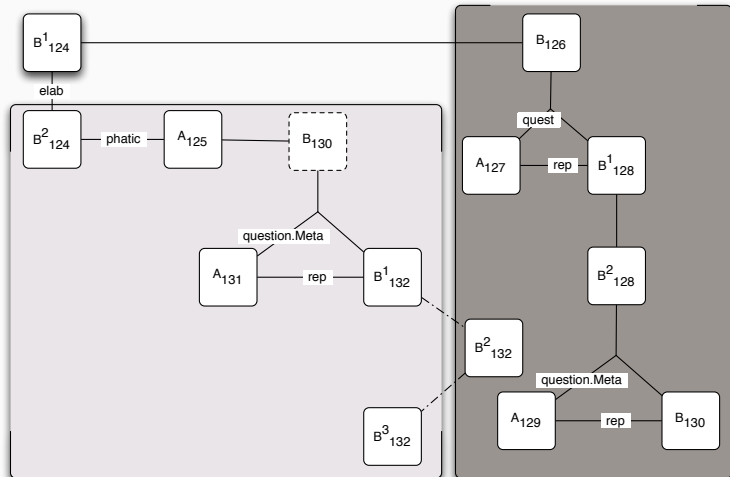 B¹124
B126
elab
B²124
phatic
A125
B130
quest
A127
rep
B¹128
question.Meta
A131
rep
B¹132
B²128
B²132
question.Meta
A129
rep
B130
B³132